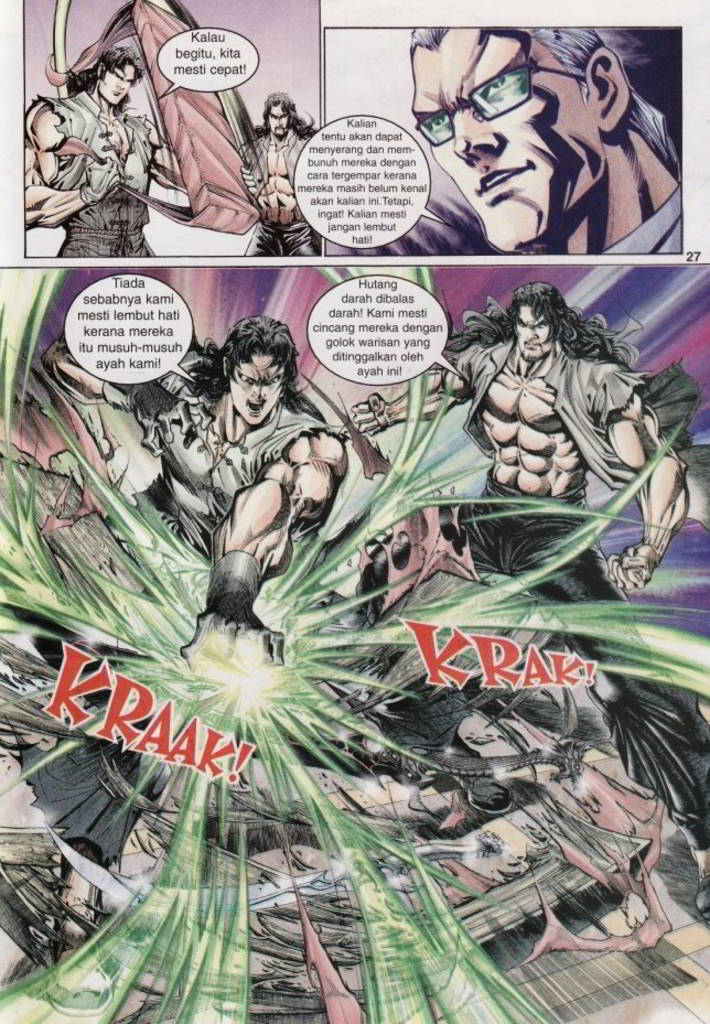 Kalau
begitu, kita
mesti cepat!
Kalian
tentu akan dapat
menyerang dan mem-
bunuh mereka dengan
cara tergempar kerana
mereka masih belum kenal
akan kalian ini.Tetapi,
ingat! Kalian mesti
jangan lembut
hati!
27
Tiada
sebabnya kami
mesti lembut hati
kerana mereka
itu musuh-musuh
ayah kami!
Hutang
darah dibalas
darah! Kami mesti
cincang mereka dengan
golok warisan yang
ditinggalkan oleh
ayah ini!
KRAK!
KRAAK!